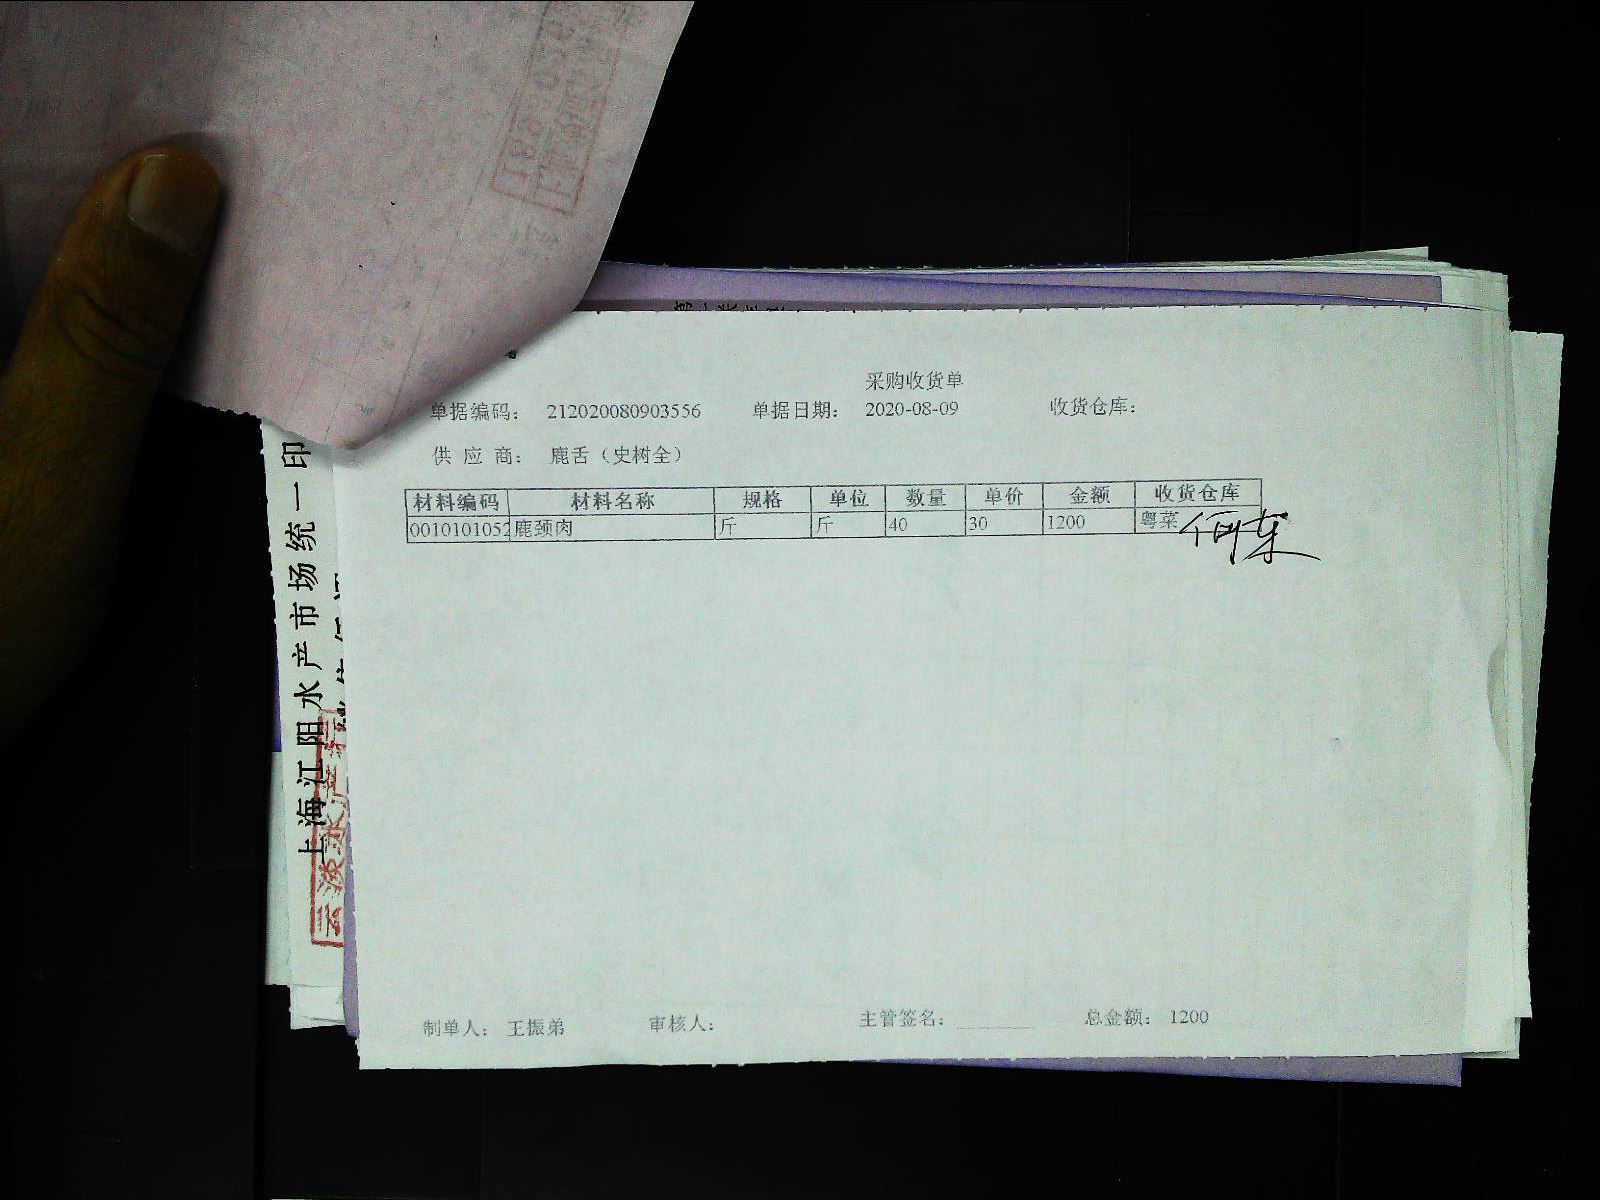 采购收货单
单据编码： 212020080903556 单据日期： 2020-08-09 收货仓库：
供 应 商： 鹿舌（史树全）
材料编码 材料名称 规格 单位 数量 单价 金额 收货仓库
0010101052 鹿颈肉 斤 斤 40 30 1200 粤菜
制单人： 王振弟 审核人： 主管签名： 总金额： 1200
上海江阳水产市场统一印